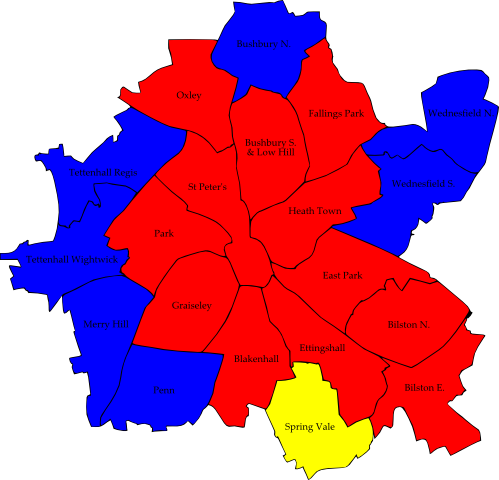 Bushbury N.
Oxley
Fallings Park
Wednesfield N.
Bushbury S.
& Low Hill
Tettenhall Regis
Wednesfield S.
St Peter's
Heath Town
Park
Tettenhall Wightwick
East Park
Graiseley
Merry Hill
Bilston N.
Ettingshall
Blakenhall
Penn
Bilston E.
Spring Vale